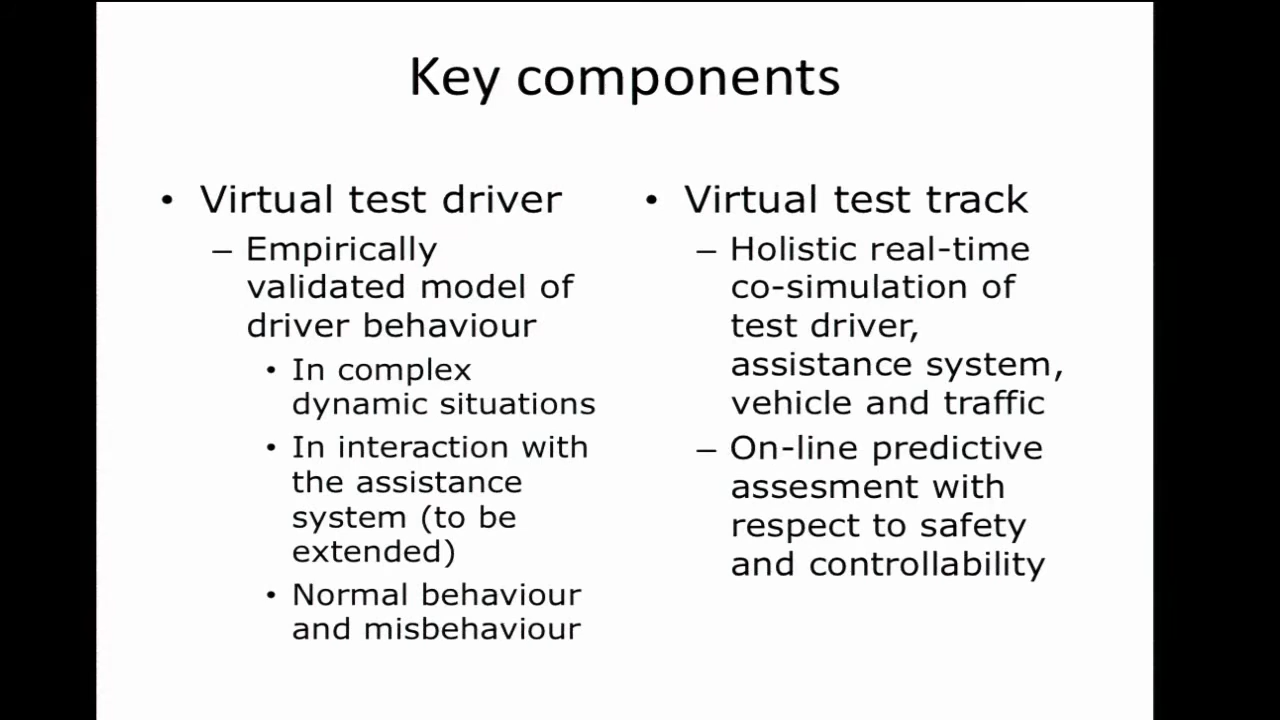 Key components
• Virtual test driver
– Empirically
validated model of
driver behaviour
• In complex
dynamic situations
• In interaction with
the assistance
system (to be
extended)
• Normal behaviour
and misbehaviour
• Virtual test track
– Holistic real-time
co-simulation of
test driver,
assistance system,
vehicle and traffic
– On-line predictive
assesment with
respect to safety
and controllability